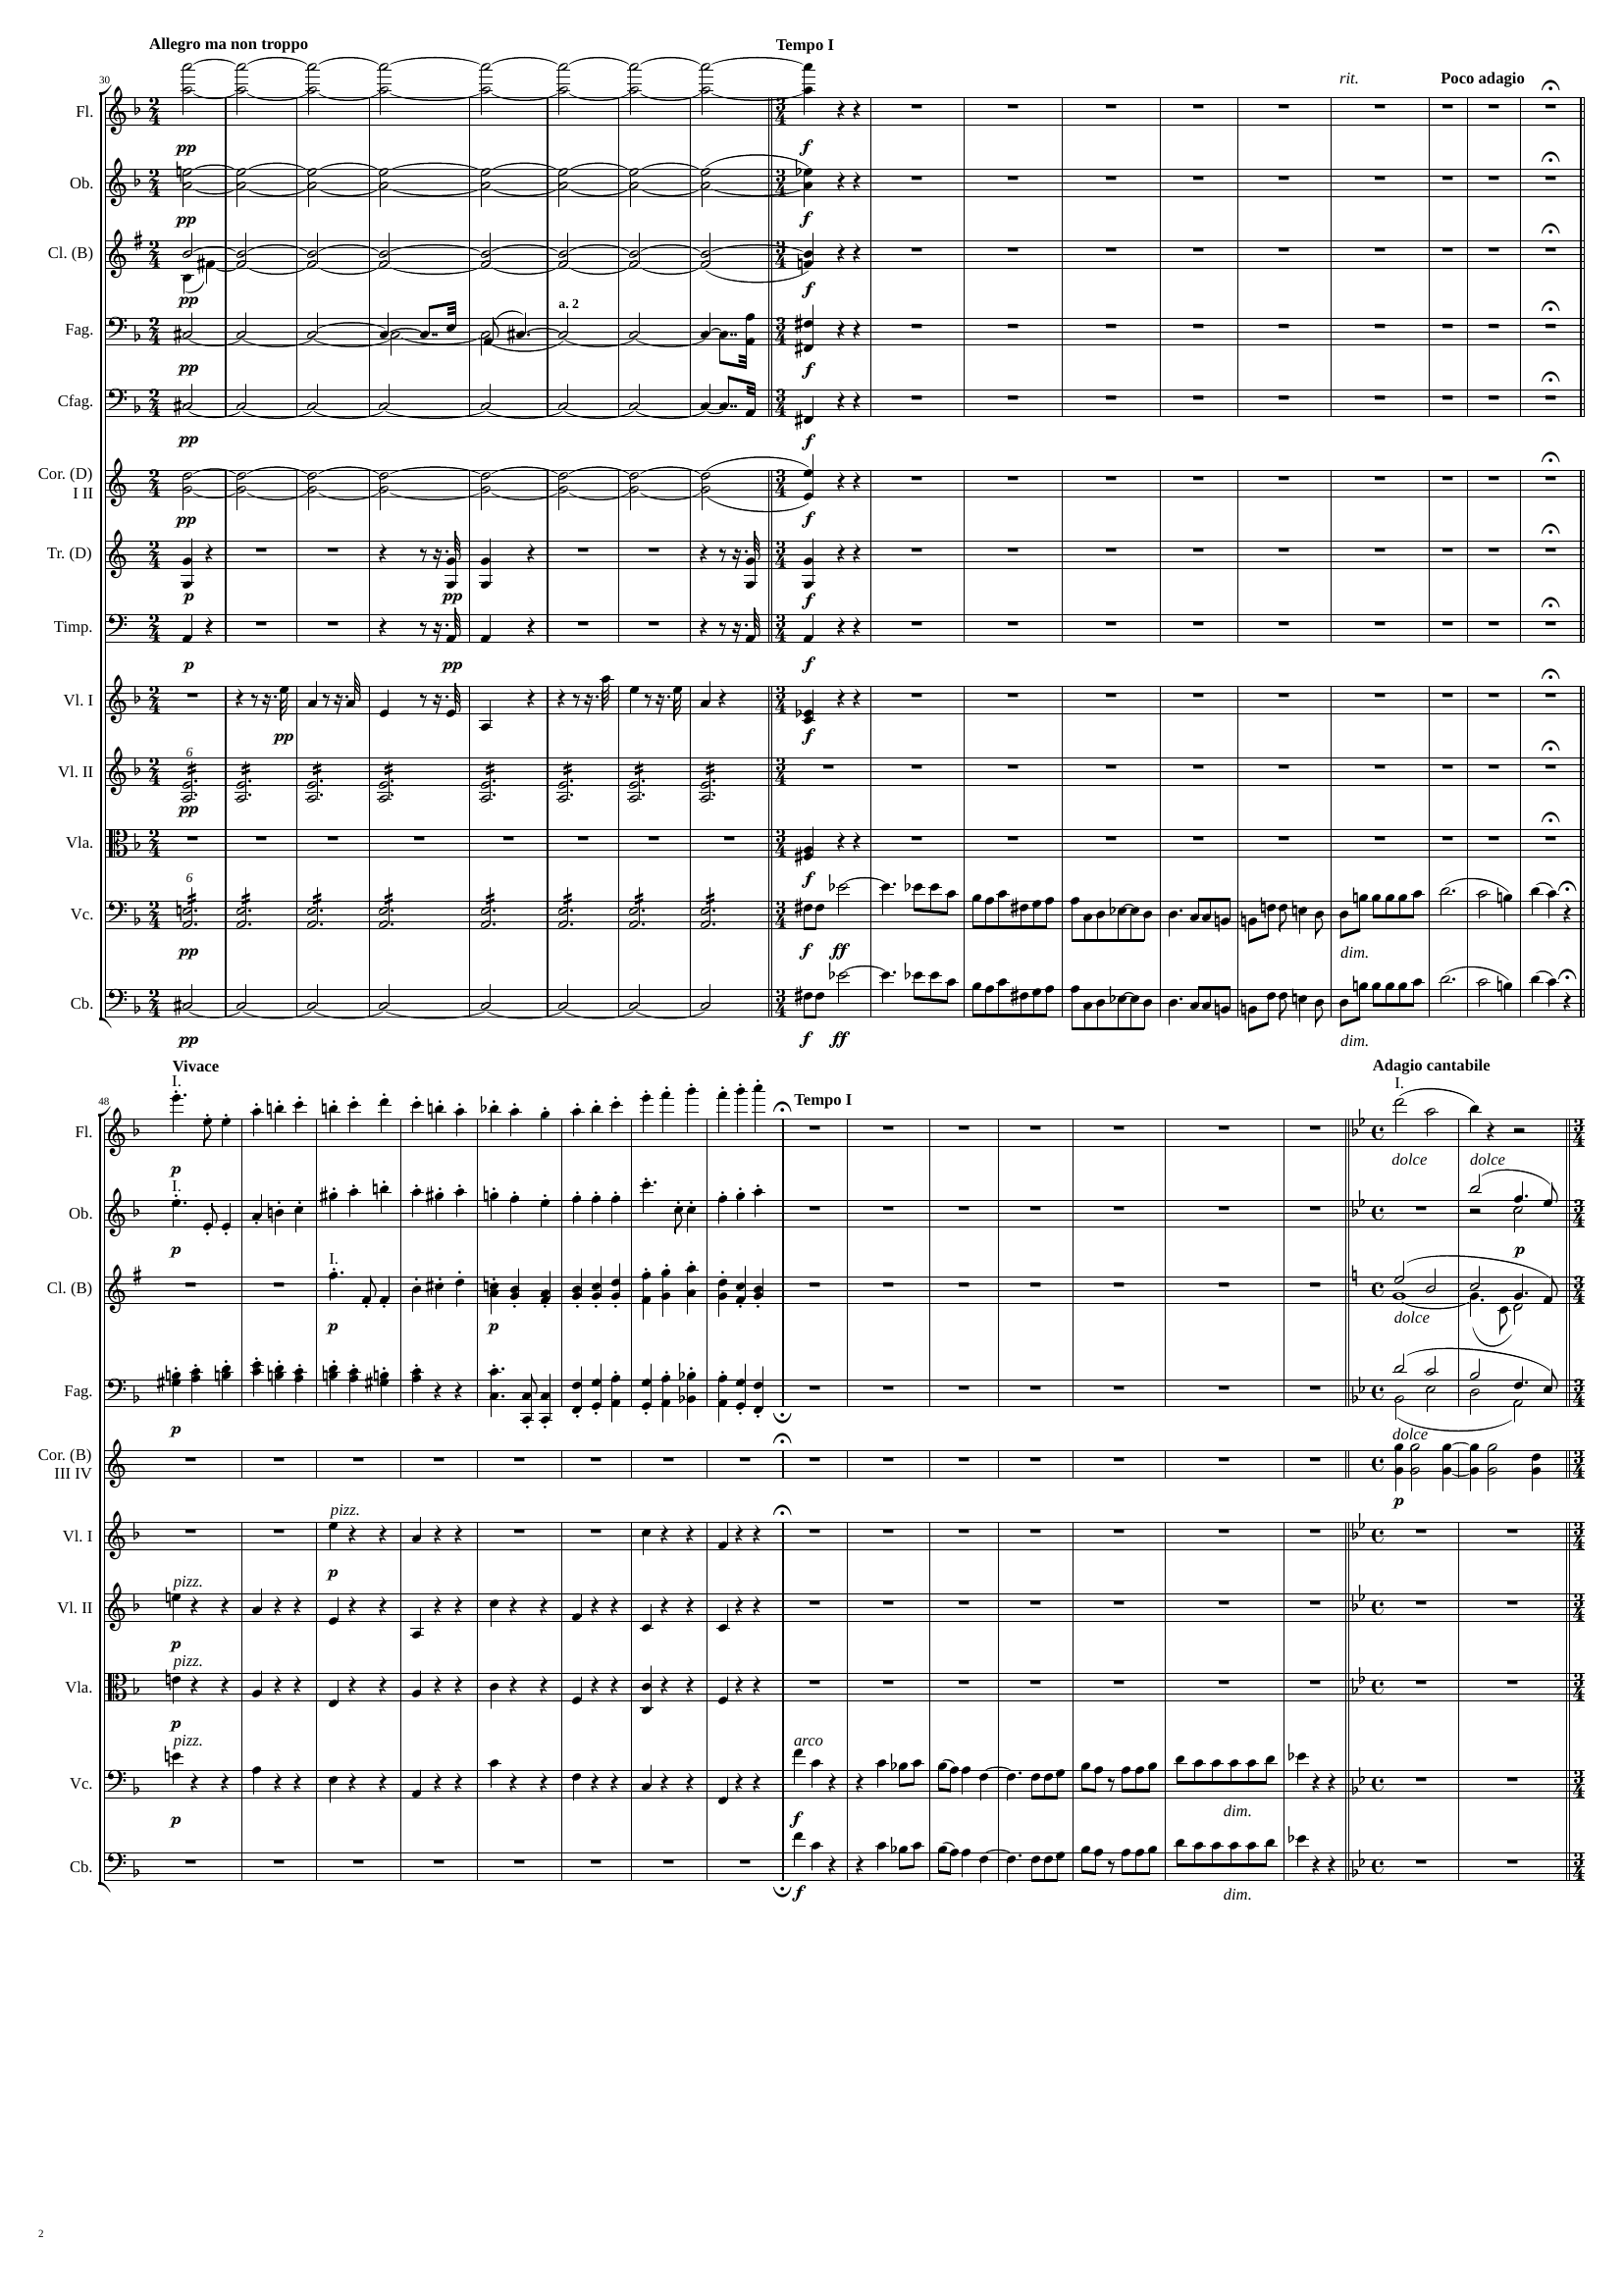 Allegro ma non troppo
Tempo I
rit.
Poco adagio
30
Fl.
pp
f
Ob.
pp
f
Cl. (B)
pp
f
a. 2
Fag.
pp
f
Cfag.
pp
f
Cor. (D)
I II
pp
f
Tr. (D)
p
pp
f
Timp.
p
pp
f
Vl. I
pp
f
6
Vl. II
pp
Vla.
f
6
Vc.
pp
f
ff
dim.
Cb.
pp
f
ff
dim.
Vivace
Tempo I
Adagio cantabile
I.
I.
48
Fl.
p
dolce
dolce
I.
Ob.
p
p
I.
Cl. (B)
p
p
dolce
Fag.
p
dolce
Cor. (B)
III IV
p
pizz.
Vl. I
p
pizz.
Vl. II
p
pizz.
Vla.
p
pizz.
arco
Vc.
p
f
dim.
Cb.
f
dim.
2